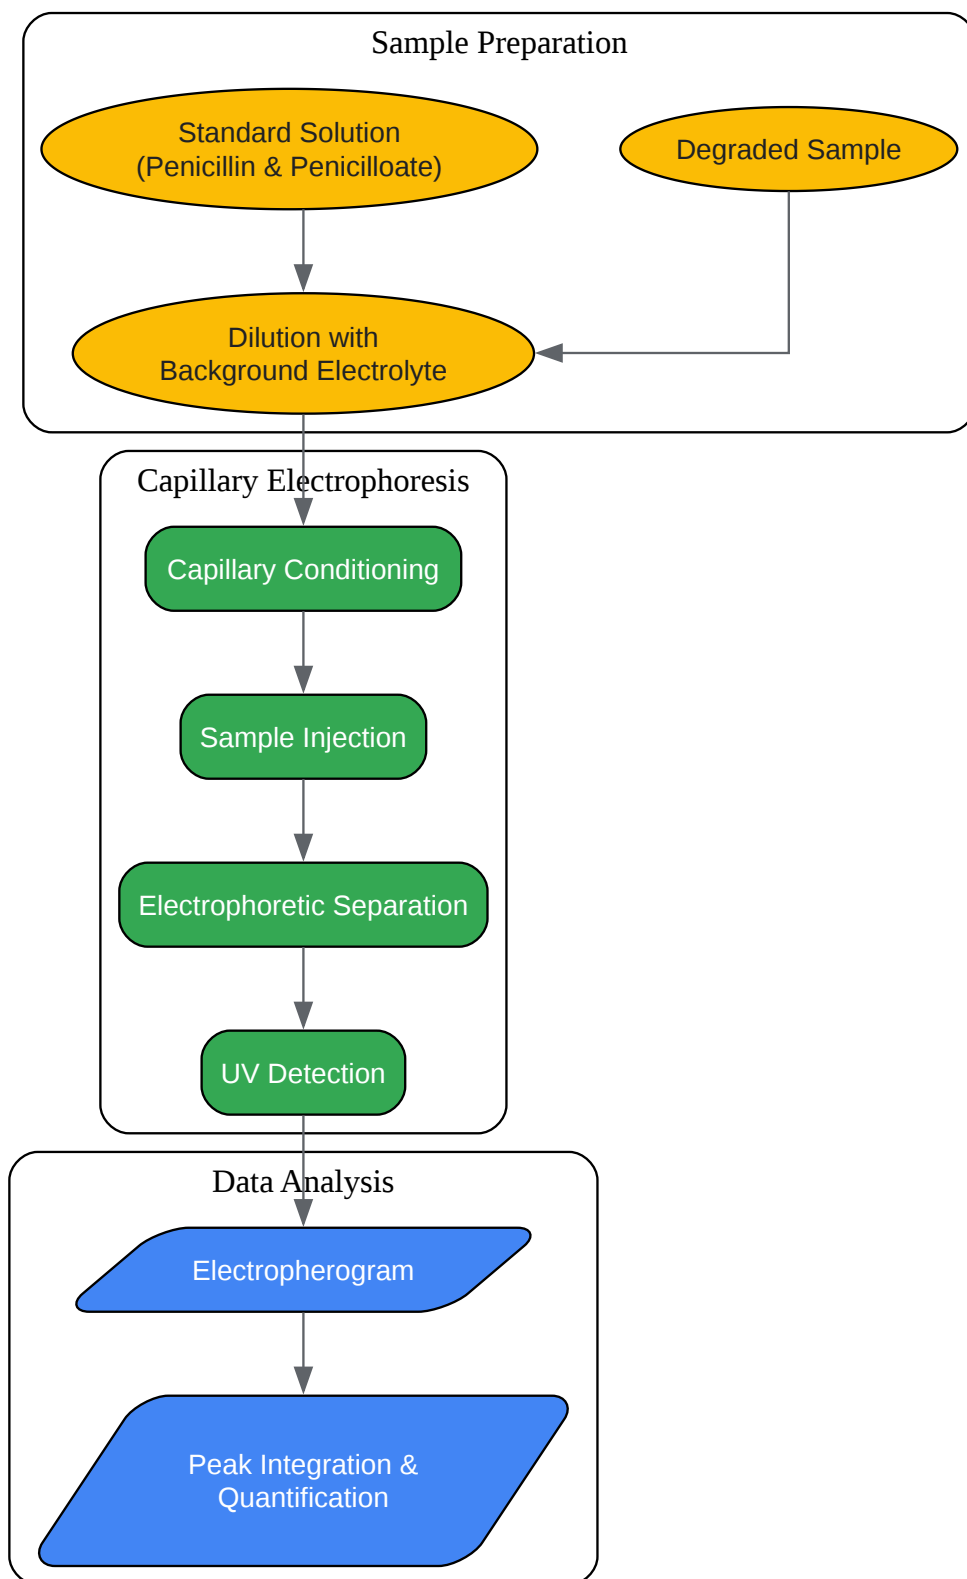 Sample Preparation
Standard Solution
(Penicillin & Penicilloate)
Degraded Sample
Dilution with
Background Electrolyte
Capillary Electrophoresis
Capillary Conditioning
Sample Injection
Electrophoretic Separation
UV Detection
Data Analysis
Electropherogram
Peak Integration &
Quantification